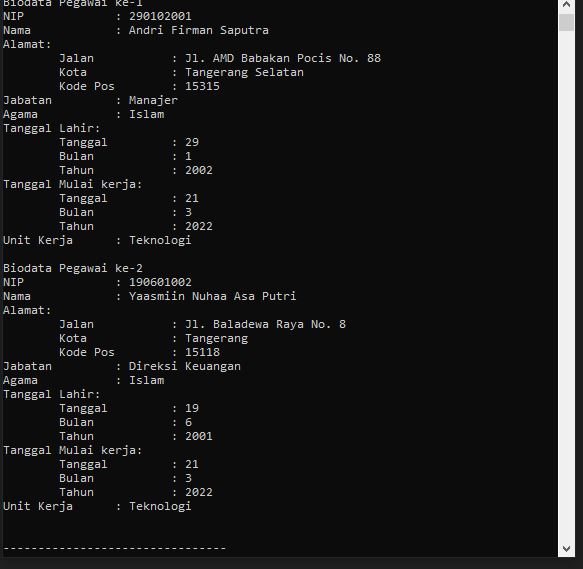 Biodata Pegawai ke-1
NIP : 290102001
Nama : Andri Firman Saputra
Alamat:
Jalan : Jl. AMD Babakan Pocis No. 88
Kota : Tangerang Selatan
Kode Pos : 15315
Jabatan : Manajer
Agama : Islam
Tanggal Lahir:
Tanggal : 29
Bulan : 1
Tahun : 2002
Tanggal Mulai kerja:
Tanggal : 21
Bulan : 3
Tahun : 2022
Unit Kerja : Teknologi
Biodata Pegawai ke-2
NIP : 190601002
Nama : Yaasmiin Nuhaa Asa Putri
Alamat:
Jalan : Jl. Baladewa Raya No. 8
Kota : Tangerang
Kode Pos : 15118
Jabatan : Direksi Keuangan
Agama : Islam
Tanggal Lahir:
Tanggal : 19
Bulan : 6
Tahun : 2001
Tanggal Mulai kerja:
Tanggal : 21
Bulan : 3
Tahun : 2022
Unit Kerja : Teknologi
--------------------------------